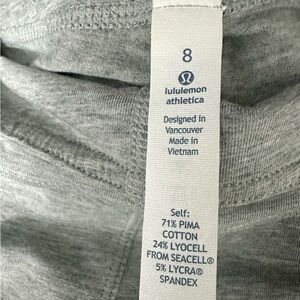 8
lululemon
athletica
Designed in
Vancouver
Made in
Vietnam
Self:
71% PIMA
COTTON
24% LYOCELL
FROM SEACELL®
5% LYCRA®
SPANDEX